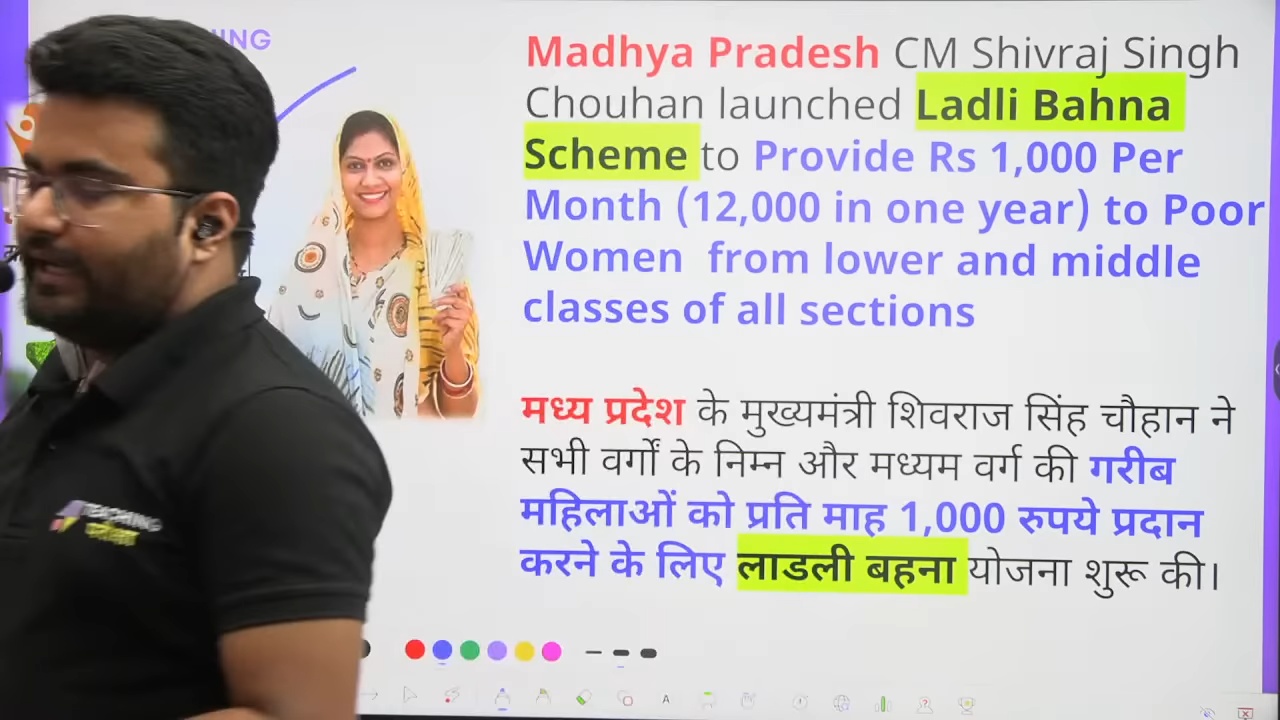 Madhya Pradesh CM Shivraj Singh
Chouhan launched Ladli Bahna
Scheme to Provide Rs 1,000 Per
Month (12,000 in one year) to Poor
Women from lower and middle
classes of all sections
मध्य प्रदेश के मुख्यमंत्री शिवराज सिंह चौहान ने
सभी वर्गों के निम्न और मध्यम वर्ग की गरीब
महिलाओं को प्रति माह 1,000 रुपये प्रदान
करने के लिए लाडली बहना योजना शुरू की।
TEACHING
A